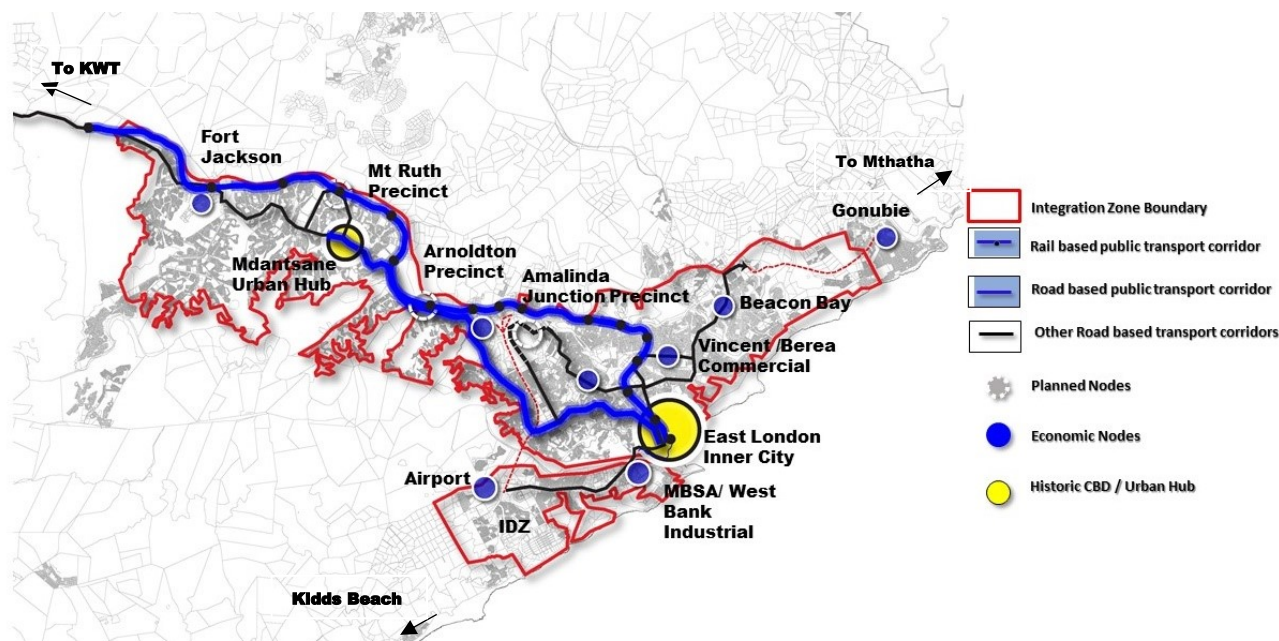 To KWT
Fort
Jackson
Mt Ruth
Precinct
To Mthatha
Gonubie
Mdantsane
Urban Hub
Arnoldton
Precinct
Amalinda
Junction Precinct
Beacon Bay
Vincent /Berea
Commercial
East London
Inner City
Airport
MBSA/ West
Bank
Industrial
IDZ
Kidds Beach
Integration Zone Boundary
Rail based public transport corridor
Road based public transport corridor
Other Road based transport corridors
Planned Nodes
Economic Nodes
Historic CBD / Urban Hub